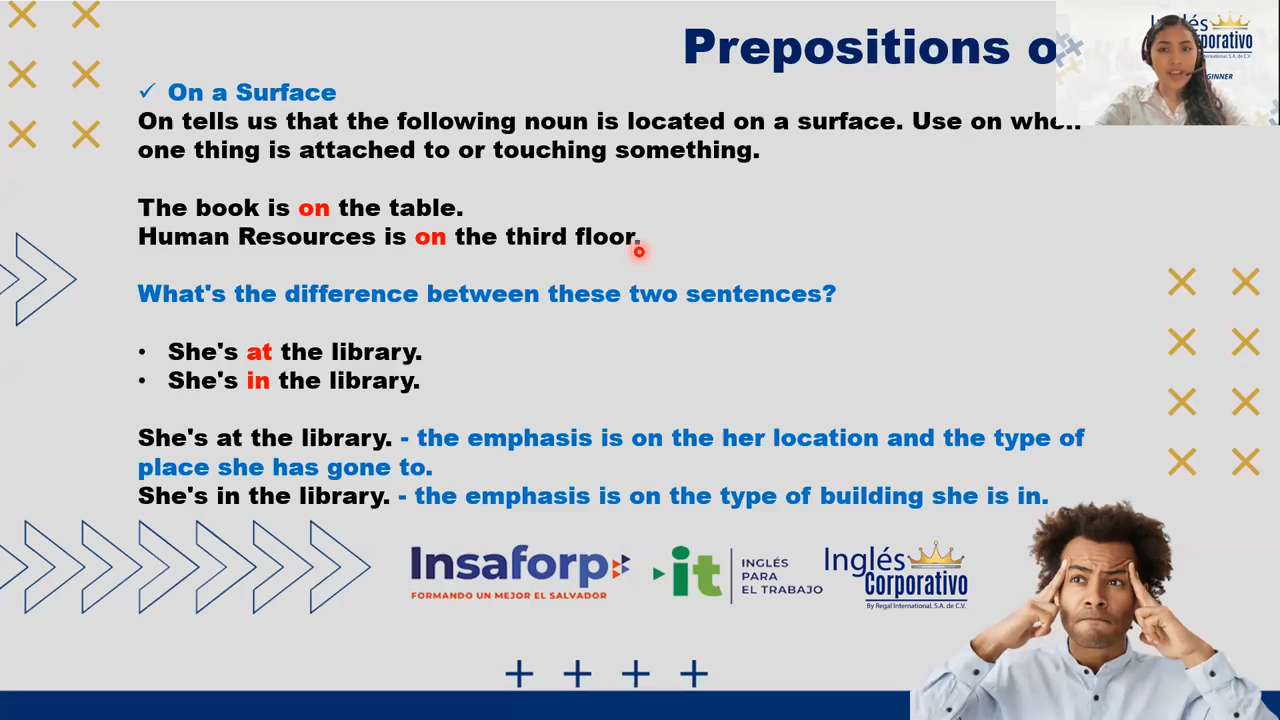 Prepositions o
✓ On a Surface
On tells us that the following noun is located on a surface. Use on when
one thing is attached to or touching something.
The book is on the table.
Human Resources is on the third floor.
What's the difference between these two sentences?
• She's at the library.
• She's in the library.
She's at the library. - the emphasis is on the her location and the type of
place she has gone to.
She's in the library. - the emphasis is on the type of building she is in.
Insaforp
FORMANDO UN MEJOR EL SALVADOR
it
INGLÉS
PARA
EL TRABAJO
Inglés
Corporativo
By Regal International, S.A. de C.V.